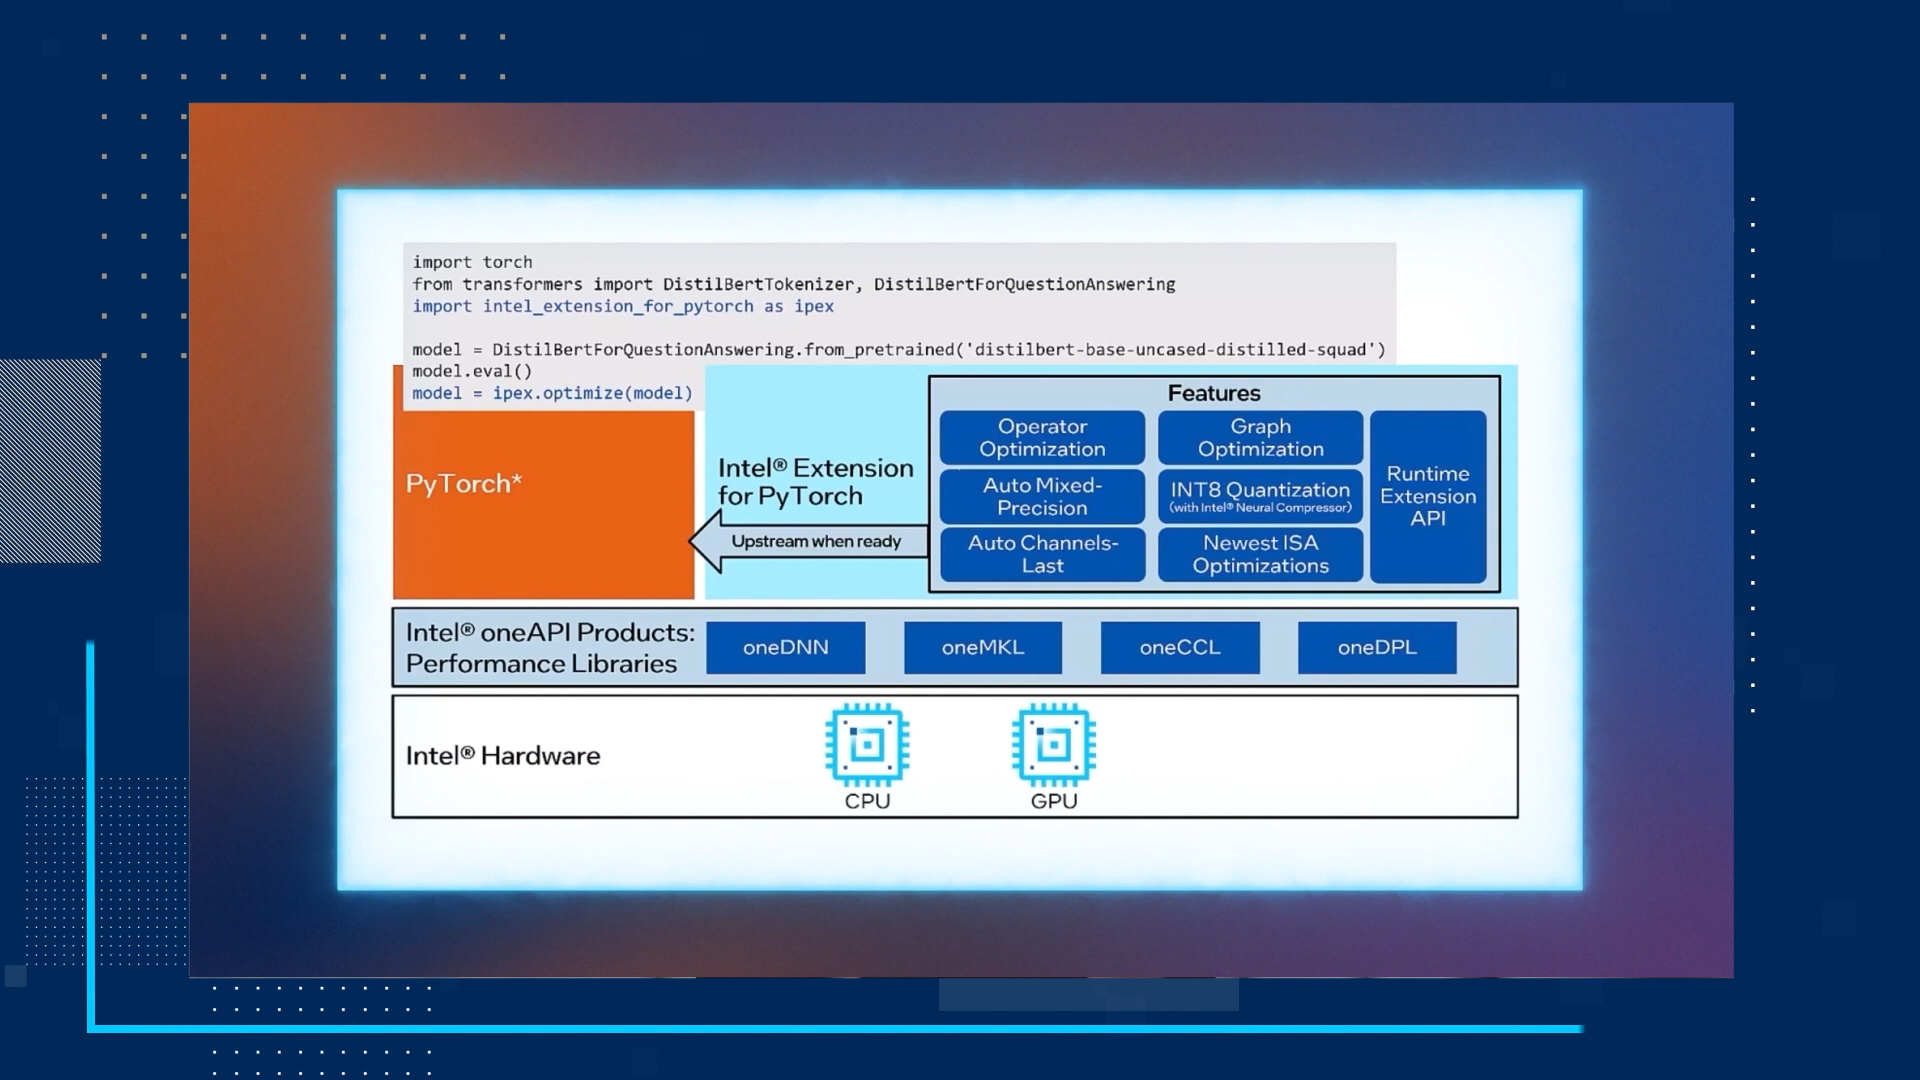 import torch
from transformers import DistilBertTokenizer, DistilBertForQuestionAnswering
import intel_extension_for_pytorch as ipex
model = DistilBertForQuestionAnswering.from_pretrained('distilbert-base-uncased-distilled-squad')
model.eval()
model = ipex.optimize(model)
PyTorch*
Intel® Extension
for PyTorch
Upstream when ready
Features
Operator
Optimization
Graph
Optimization
Auto Mixed-
Precision
INT8 Quantization
(with Intel® Neural Compressor)
Auto Channels-
Last
Newest ISA
Optimizations
Runtime
Extension
API
Intel® oneAPI Products:
Performance Libraries
oneDNN
oneMKL
oneCCL
oneDPL
Intel® Hardware
CPU
GPU